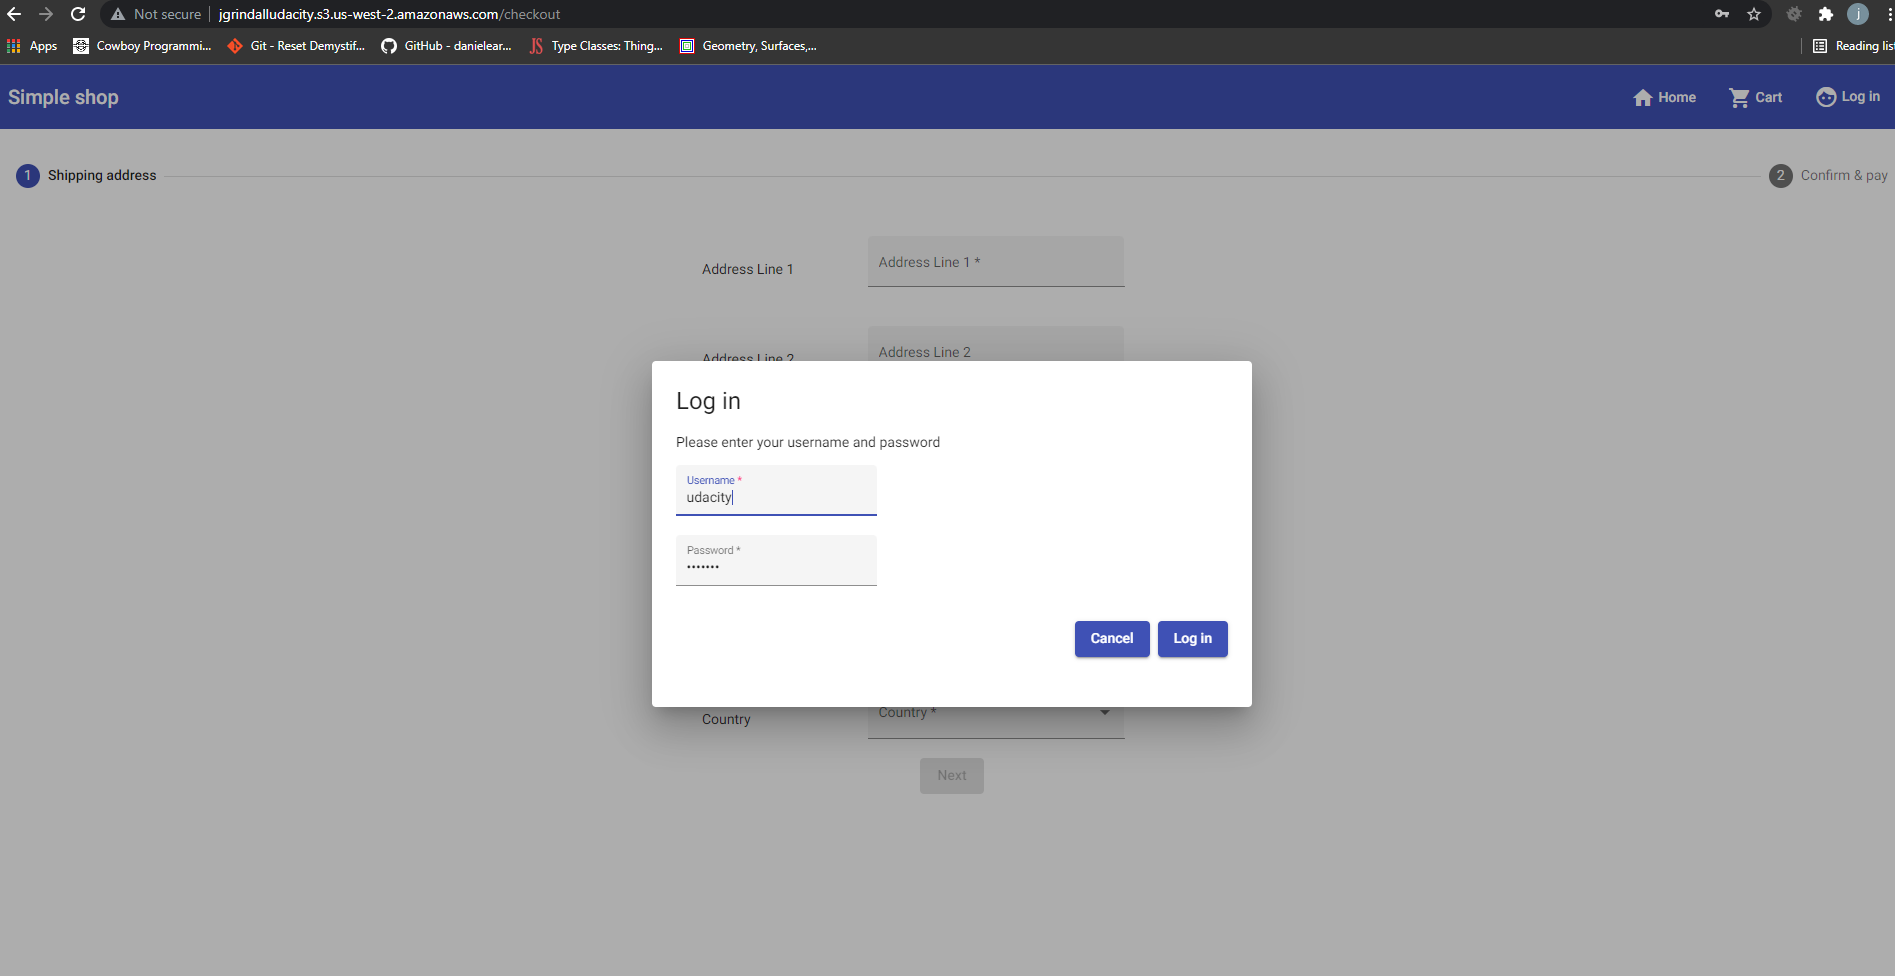 Not secure jgrindalludacity.s3.us-west-2.amazonaws.com/checkout j
Apps Cowboy Programmi... Git - Reset Demystif... GitHub - danielear... JS Type Classes: Thing... Geometry, Surfaces,... Reading list
Simple shop Home Cart Log in
1 Shipping address 2 Confirm & pay
Address Line 1 Address Line 1 *
Address Line 2 Address Line 2
Log in
Please enter your username and password
Username *
udacity
Password *
•••••••
Cancel Log in
Country Country *
Next